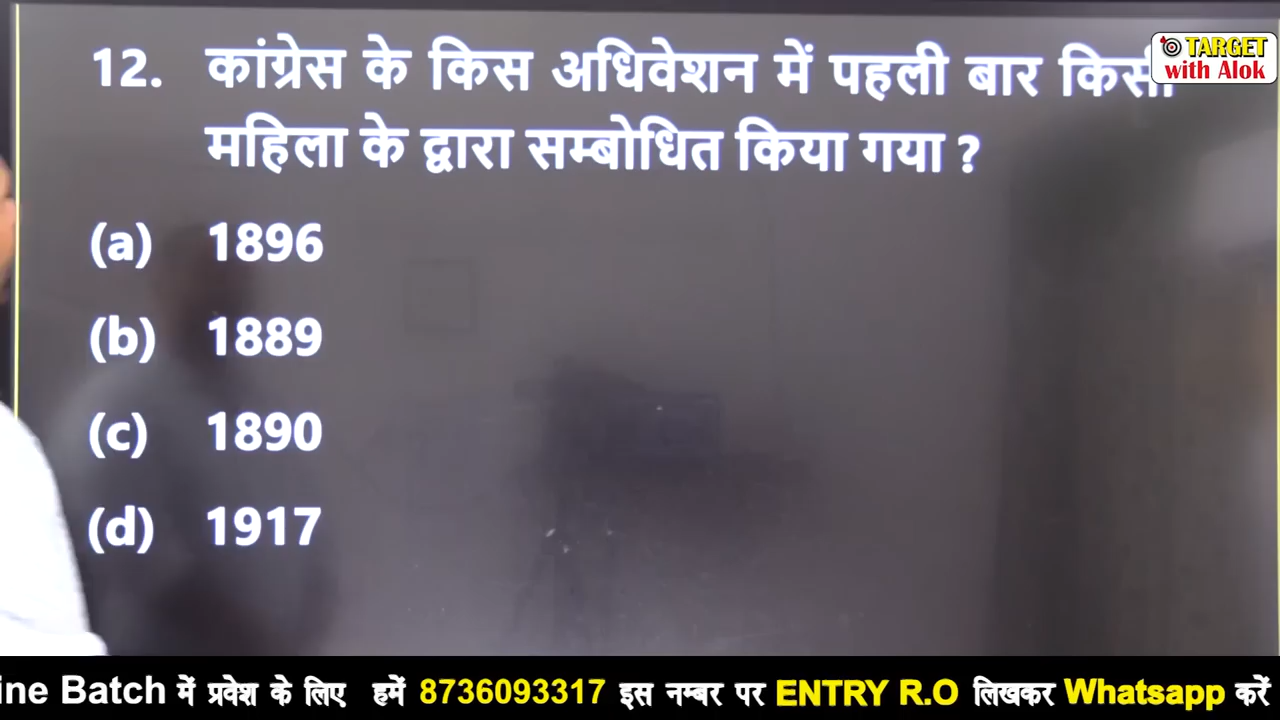 12. कांग्रेस के किस अधिवेशन में पहली बार किसी
महिला के द्वारा सम्बोधित किया गया ?
(a) 1896
(b) 1889
(c) 1890
(d) 1917
TARGET
with Alok
ine Batch में प्रवेश के लिए हमें 8736093317 इस नम्बर पर ENTRY R.O लिखकर Whatsapp करें